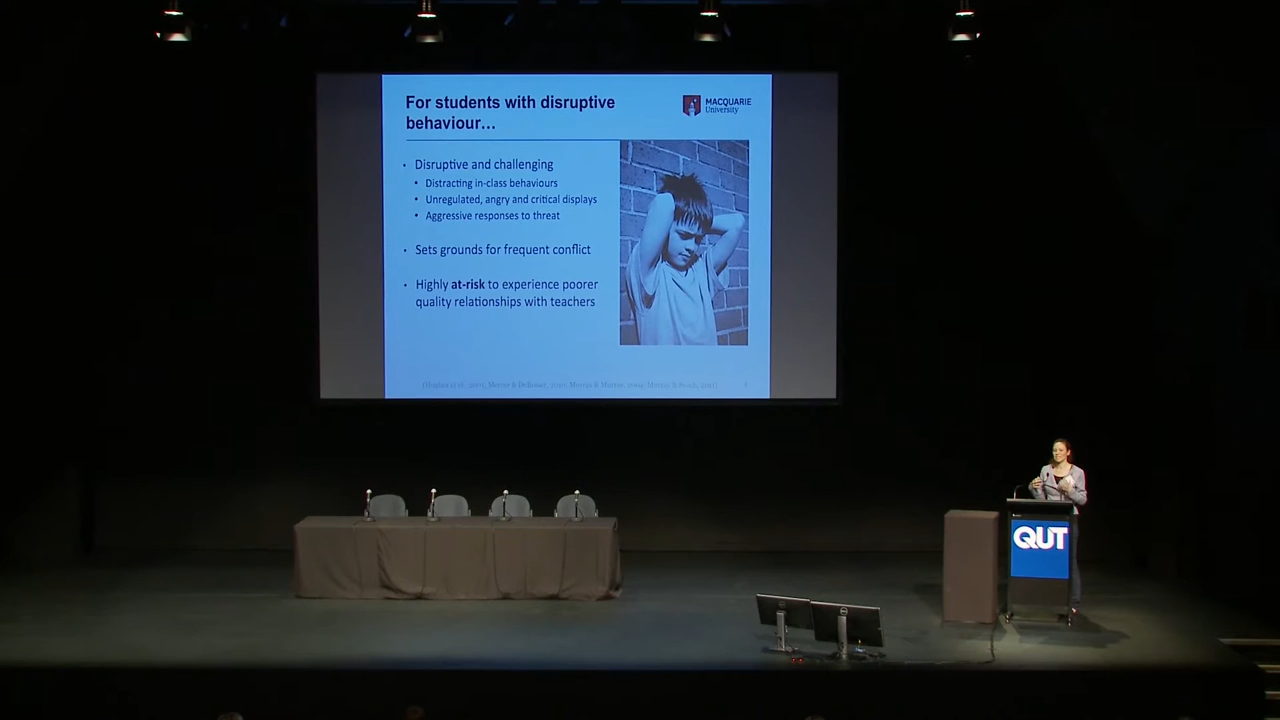 For students with disruptive
behaviour...
MACQUARIE
University
• Disruptive and challenging
• Distracting in-class behaviours
• Unregulated, angry and critical displays
• Aggressive responses to threat
• Sets grounds for frequent conflict
• Highly at-risk to experience poorer
quality relationships with teachers
QUT